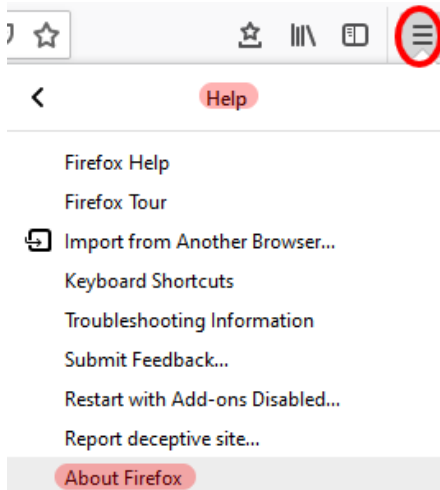 Help
Firefox Help
Firefox Tour
Import from Another Browser...
Keyboard Shortcuts
Troubleshooting Information
Submit Feedback...
Restart with Add-ons Disabled...
Report deceptive site...
About Firefox